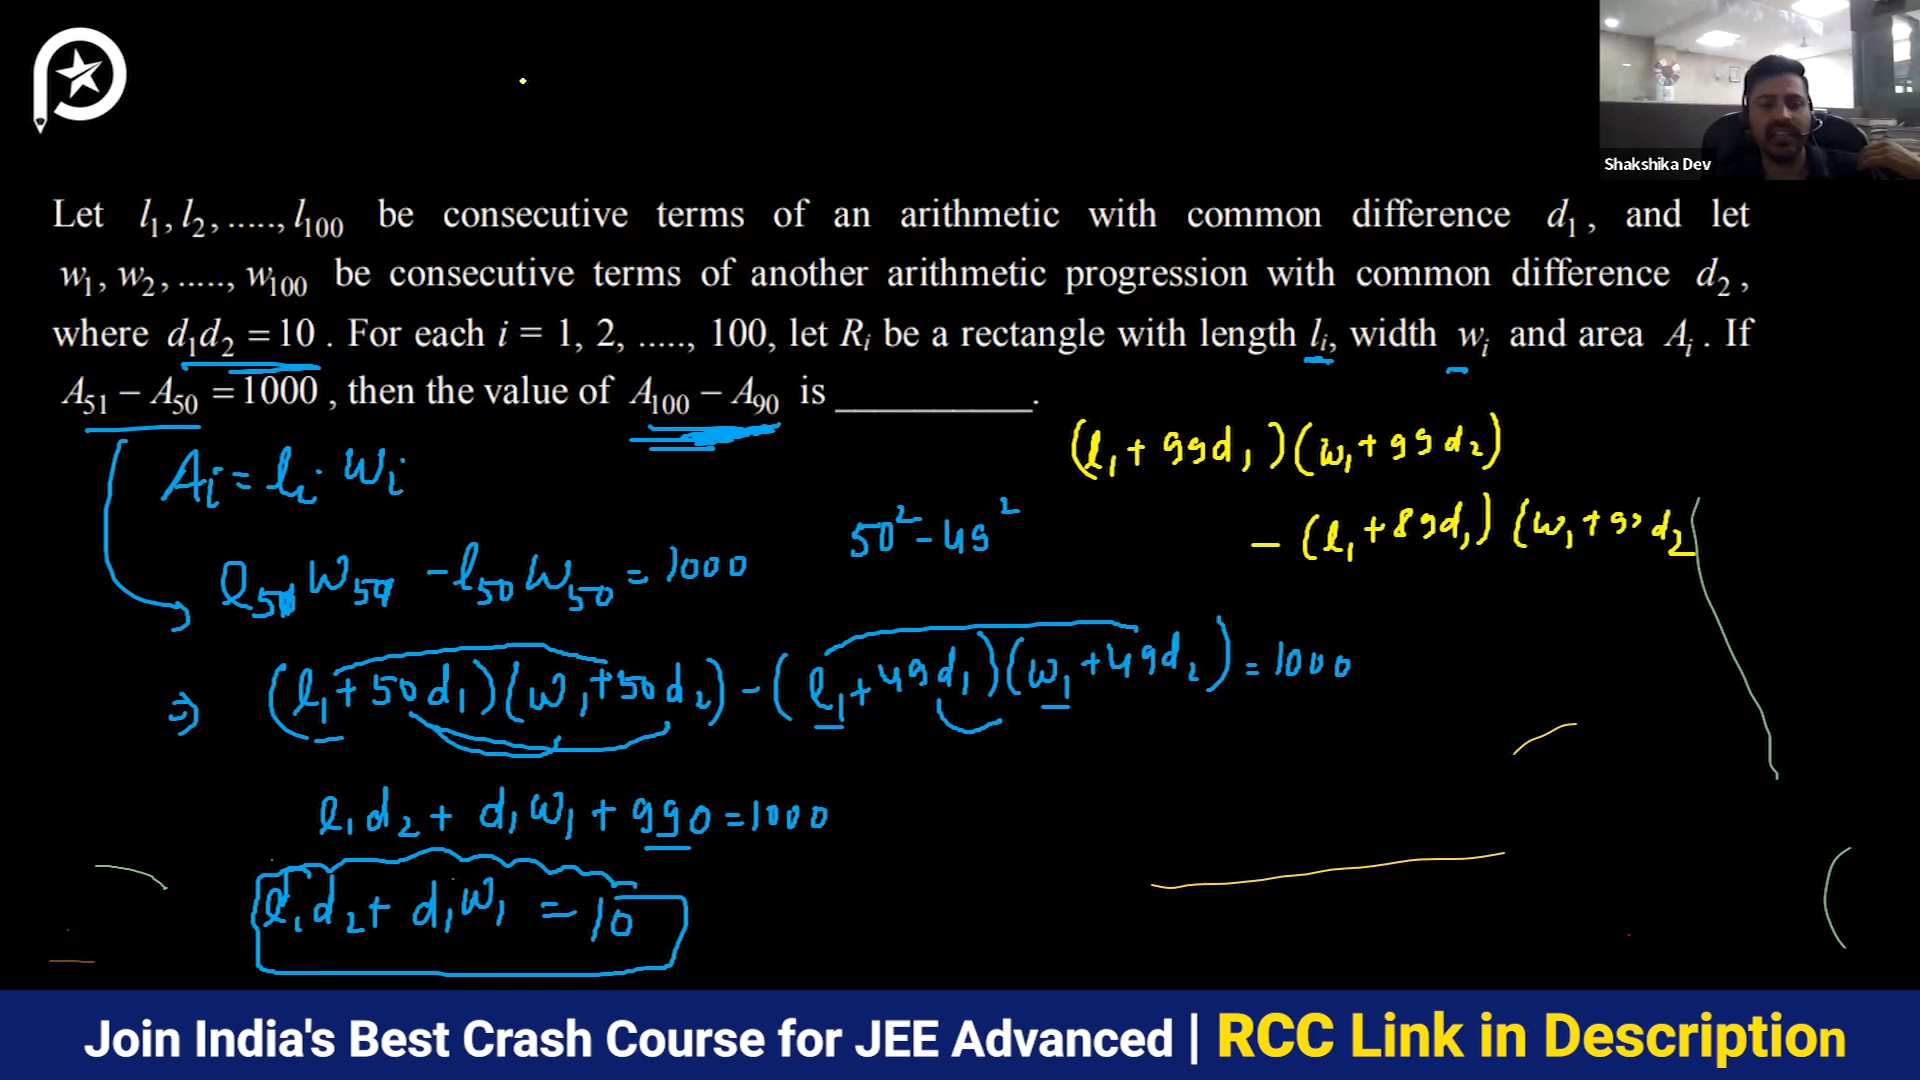 Shakshika Dev
Let l₁, l₂, ....., l₁₀₀ be consecutive terms of an arithmetic with common difference d₁, and let
w₁, w₂, ....., w₁₀₀ be consecutive terms of another arithmetic progression with common difference d₂,
where d₁d₂ = 10 . For each i = 1, 2, ....., 100, let Rᵢ be a rectangle with length lᵢ, width wᵢ and area Aᵢ . If
A₅₁ − A₅₀ = 1000 , then the value of A₁₀₀ − A₉₀ is __________.
(l₁ + 99d₁)(w₁ + 99d₂)
Aᵢ = lᵢ wᵢ
50² − 49²
− (l₁ + 89d₁) (w₁ + d₂
l₅₁ w₅₁ − l₅₀ w₅₀ = 1000
⇒ (l₁ + 50d₁)(w₁ + 50d₂) − (l₁ + 49d₁)(w₁ + 49d₂) = 1000
l₁d₂ + d₁w₁ + 990 = 1000
l₁d₂ + d₁w₁ = 10
Join India's Best Crash Course for JEE Advanced | RCC Link in Description